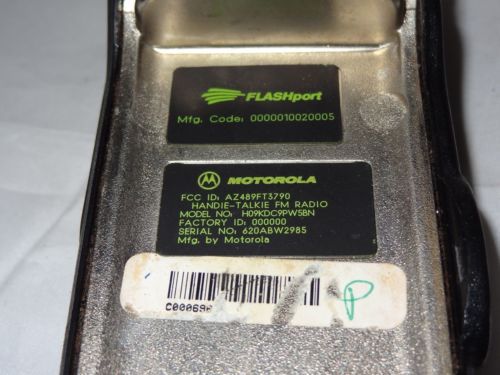 FLASHport
Mfg. Code: 0000010020005
MOTOROLA
FCC ID: AZ489FT3790
HANDIE-TALKIE FM RADIO
MODEL NO: H09KDC9PW5BN
FACTORY ID: 000000
SERIAL NO: 620ABW2985
Mfg. by Motorola
P